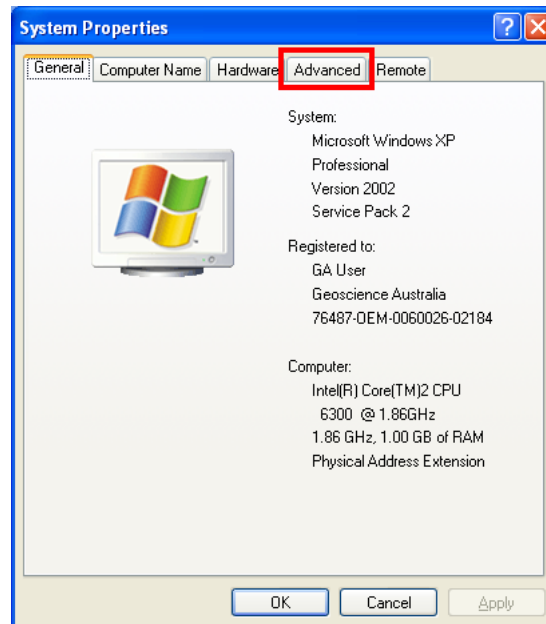 System Properties
General Computer Name Hardware Advanced Remote
System:
Microsoft Windows XP
Professional
Version 2002
Service Pack 2
Registered to:
GA User
Geoscience Australia
76487-OEM-0060026-02184
Computer:
Intel(R) Core(TM)2 CPU
6300 @ 1.86GHz
1.86 GHz, 1.00 GB of RAM
Physical Address Extension
OK Cancel Apply